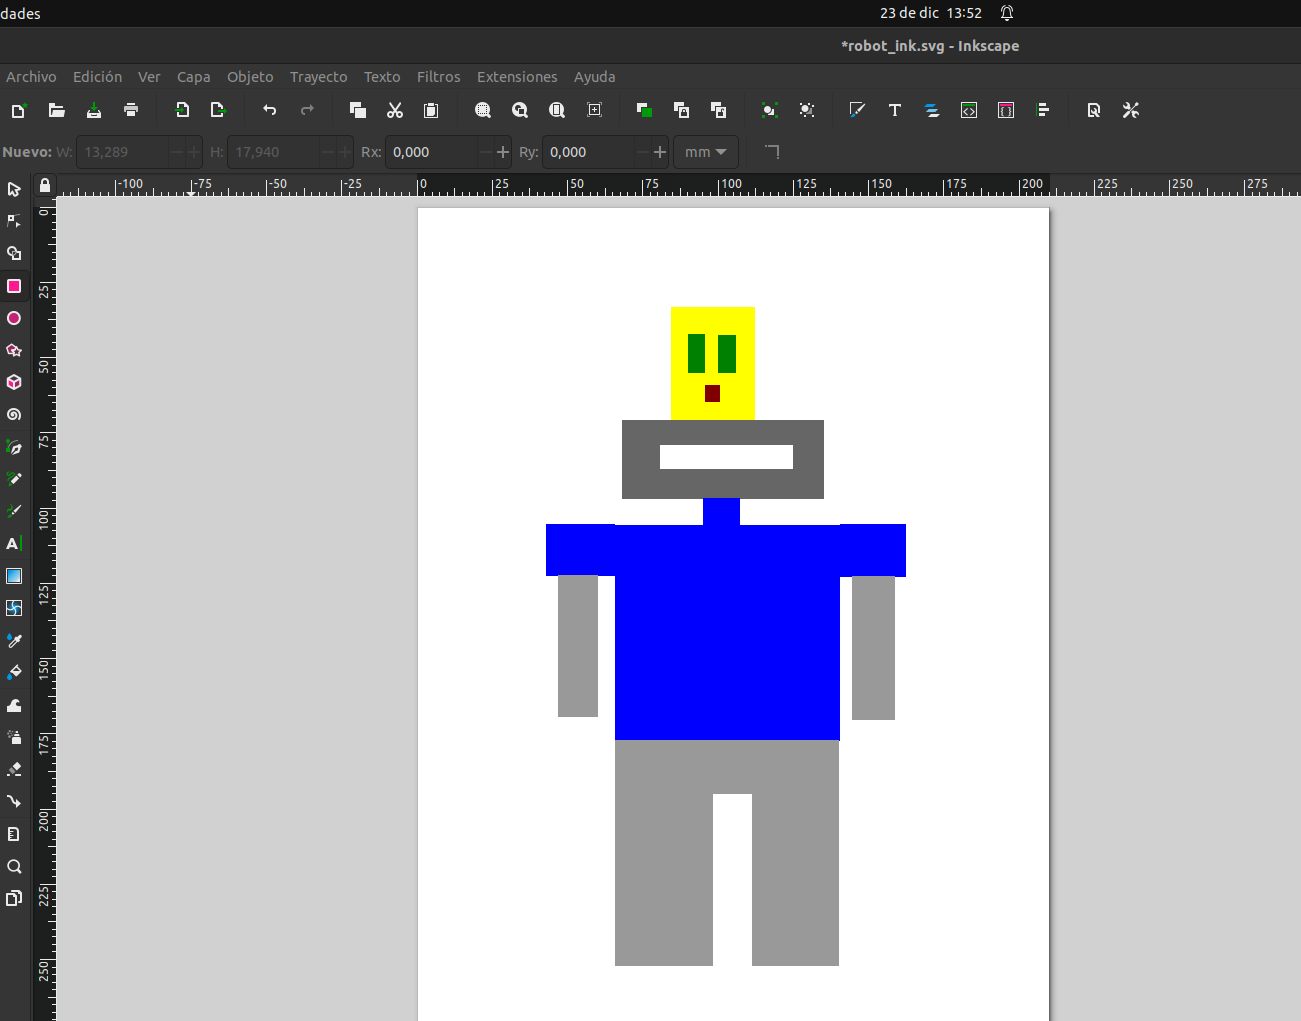 dades
23 de dic 13:52
*robot_ink.svg - Inkscape
Archivo Edición Ver Capa Objeto Trayecto Texto Filtros Extensiones Ayuda
Nuevo: W: 13,289 H: 17,940 Rx: 0,000 Ry: 0,000 mm
-100 -75 -50 -25 0 25 50 75 100 125 150 175 200 225 250 275
0
25
50
75
100
125
150
175
200
225
250